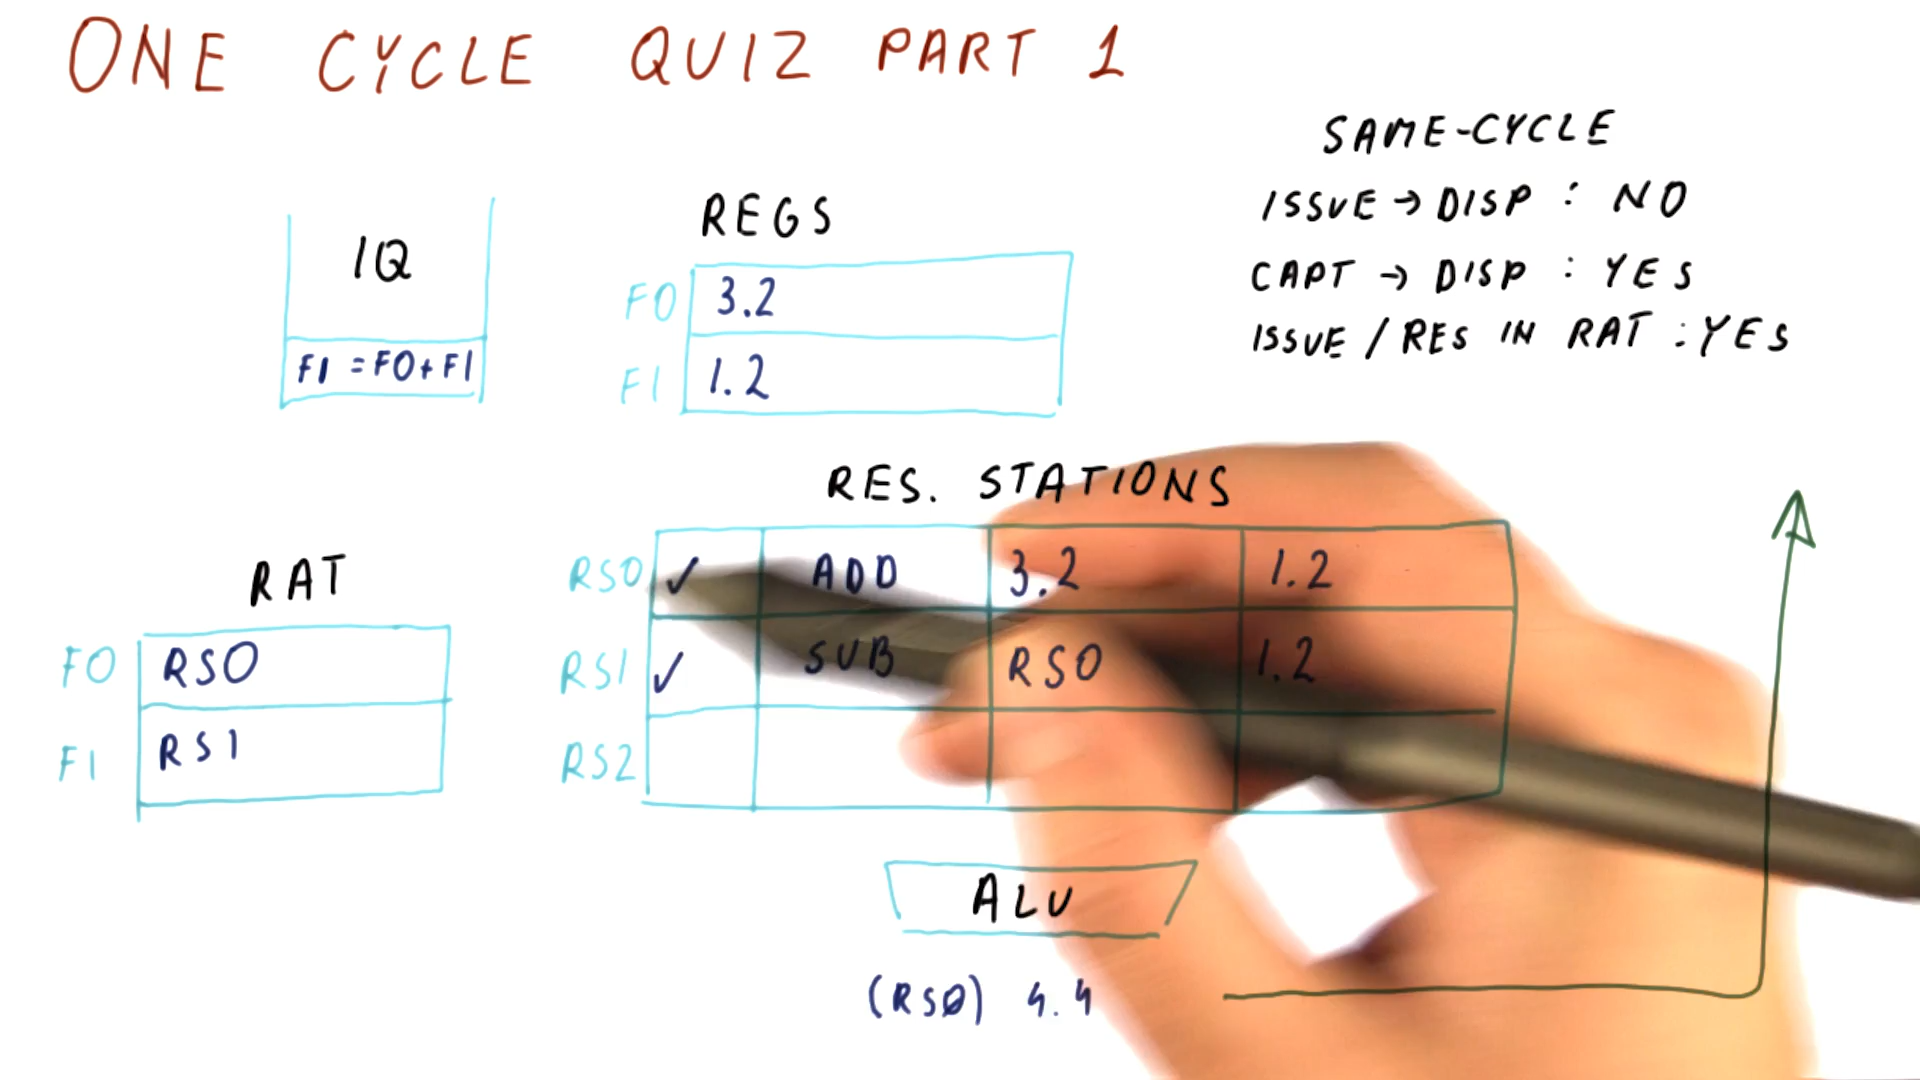 ONE CYCLE QUIZ PART 1
SAME-CYCLE
ISSUE → DISP : NO
CAPT → DISP : YES
ISSUE / RES IN RAT : YES
IQ
F1 = F0 + F1
REGS
F0 3.2
F1 1.2
RES. STATIONS
RS0 ✓ ADD 3.2 1.2
RS1 ✓ SUB RS0 1.2
RS2
RAT
F0 RS0
F1 RS1
ALU
(RS0) 4.4